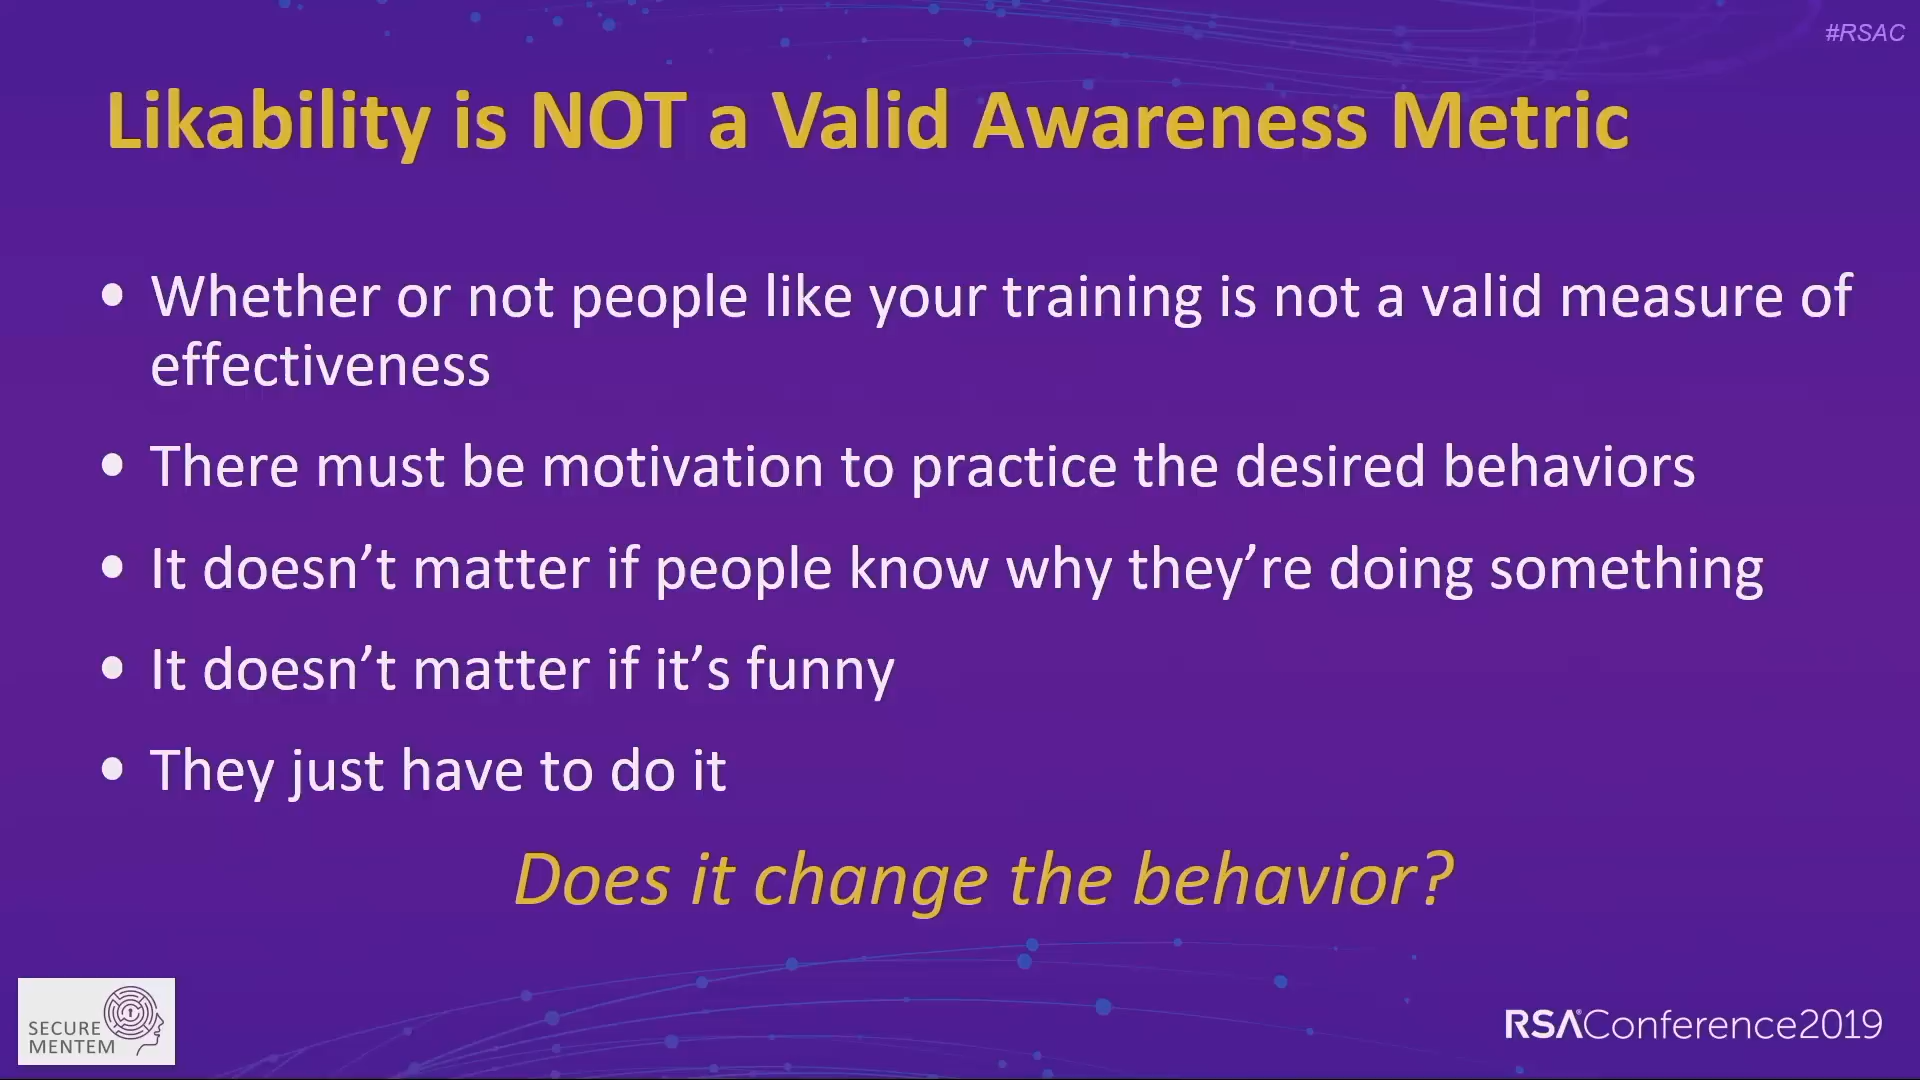 #RSAC
Likability is NOT a Valid Awareness Metric
• Whether or not people like your training is not a valid measure of
effectiveness
• There must be motivation to practice the desired behaviors
• It doesn’t matter if people know why they’re doing something
• It doesn’t matter if it’s funny
• They just have to do it
Does it change the behavior?
SECURE
MENTEM
RSA Conference2019